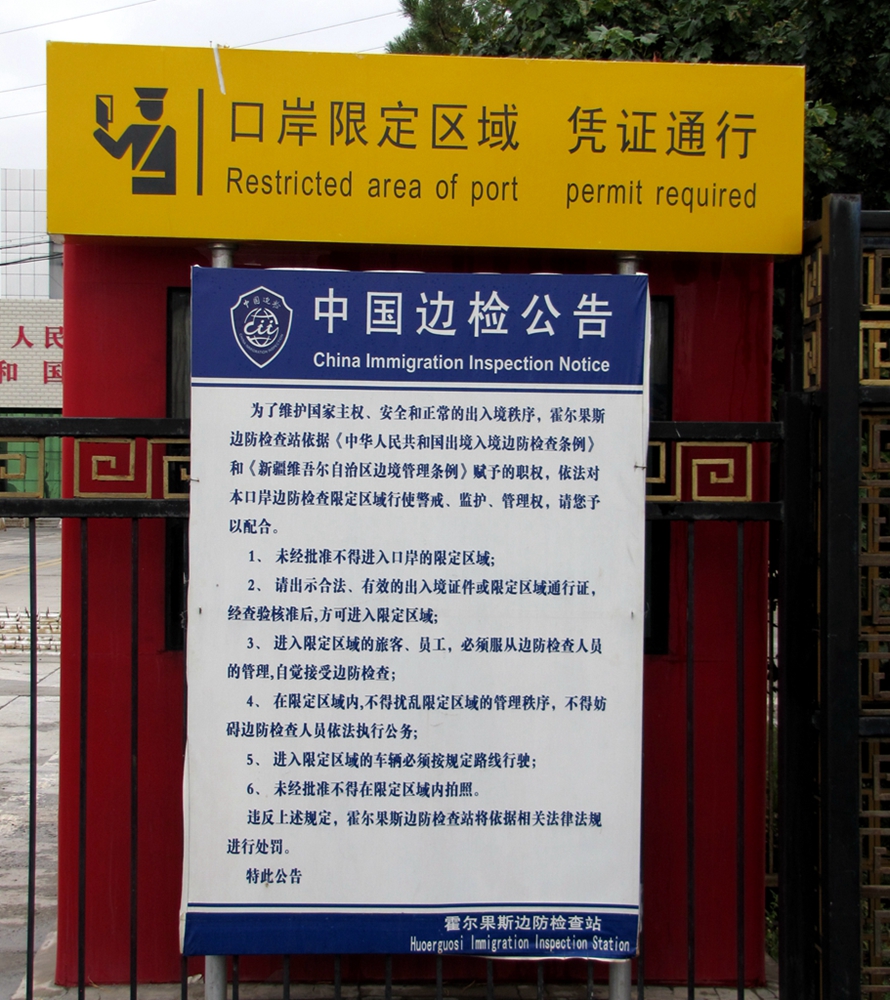 口岸限定区域 凭证通行
Restricted area of port permit required
中国边检
cii
中国边检公告
China Immigration Inspection Notice
人民
和国
为了维护国家主权、安全和正常的出入境秩序，霍尔果斯
边防检查站依据《中华人民共和国出境入境边防检查条例》
和《新疆维吾尔自治区边境管理条例》赋予的职权，依法对
本口岸边防检查限定区域行使警戒、监护、管理权，请您予
以配合。
1、未经批准不得进入口岸的限定区域；
2、请出示合法、有效的出入境证件或限定区域通行证，
经查验核准后,方可进入限定区域；
3、进入限定区域的旅客、员工，必须服从边防检查人员
的管理,自觉接受边防检查；
4、在限定区域内,不得扰乱限定区域的管理秩序，不得妨
碍边防检查人员依法执行公务；
5、进入限定区域的车辆必须按规定路线行驶；
6、未经批准不得在限定区域内拍照。
违反上述规定，霍尔果斯边防检查站将依据相关法律法规
进行处罚。
特此公告
霍尔果斯边防检查站
Huoerguosi Immigration Inspection Station